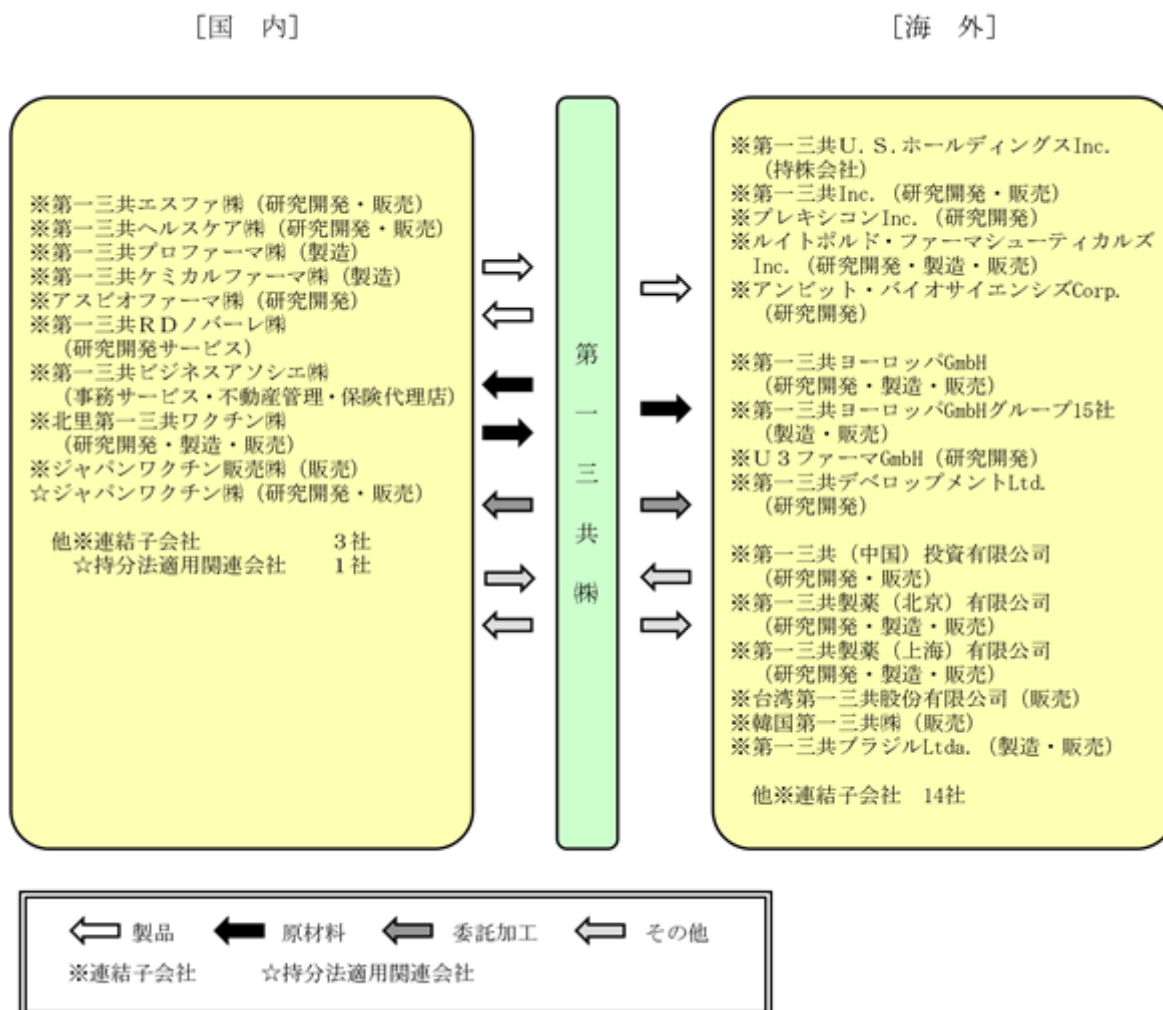 ［国　内］
［海　外］
※第一三共エスファ㈱（研究開発・販売）
※第一三共ヘルスケア㈱（研究開発・販売）
※第一三共プロファーマ㈱（製造）
※第一三共ケミカルファーマ㈱（製造）
※アスビオファーマ㈱（研究開発）
※第一三共ＲＤノバーレ㈱
（研究開発サービス）
※第一三共ビジネスアソシエ㈱
（事務サービス・不動産管理・保険代理店）
※北里第一三共ワクチン㈱
（研究開発・製造・販売）
※ジャパンワクチン販売㈱（販売）
☆ジャパンワクチン㈱（研究開発・販売）
他※連結子会社　　　　　　３社
☆持分法適用関連会社　　１社
第一三共㈱
※第一三共Ｕ．Ｓ．ホールディングスInc.
（持株会社）
※第一三共Inc.（研究開発・販売）
※プレキシコンInc.（研究開発）
※ルイトポルド・ファーマシューティカルズ
Inc.（研究開発・製造・販売）
※アンビット・バイオサイエンシズCorp.
（研究開発）
※第一三共ヨーロッパGmbH
（研究開発・製造・販売）
※第一三共ヨーロッパGmbHグループ15社
（製造・販売）
※Ｕ３ファーマGmbH（研究開発）
※第一三共デベロップメントLtd.
（研究開発）
※第一三共（中国）投資有限公司
（研究開発・販売）
※第一三共製薬（北京）有限公司
（研究開発・製造・販売）
※第一三共製薬（上海）有限公司
（研究開発・製造・販売）
※台湾第一三共股份有限公司（販売）
※韓国第一三共㈱（販売）
※第一三共ブラジルLtda.（製造・販売）
他※連結子会社　14社
製品　原材料　委託加工　その他
※連結子会社　　☆持分法適用関連会社